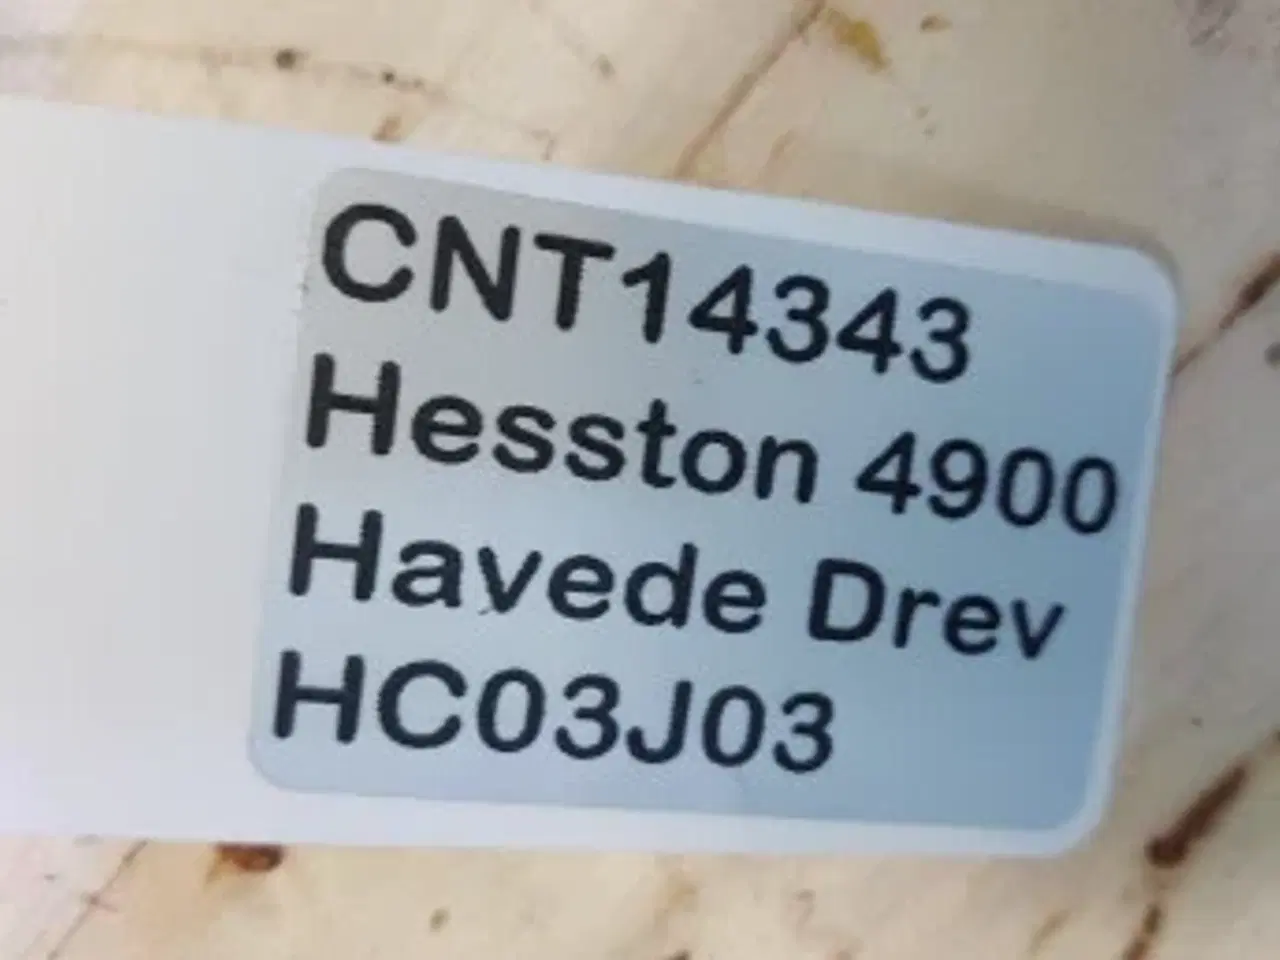 CNT14343
Hesston 4900
Havede Drev
HC03J03